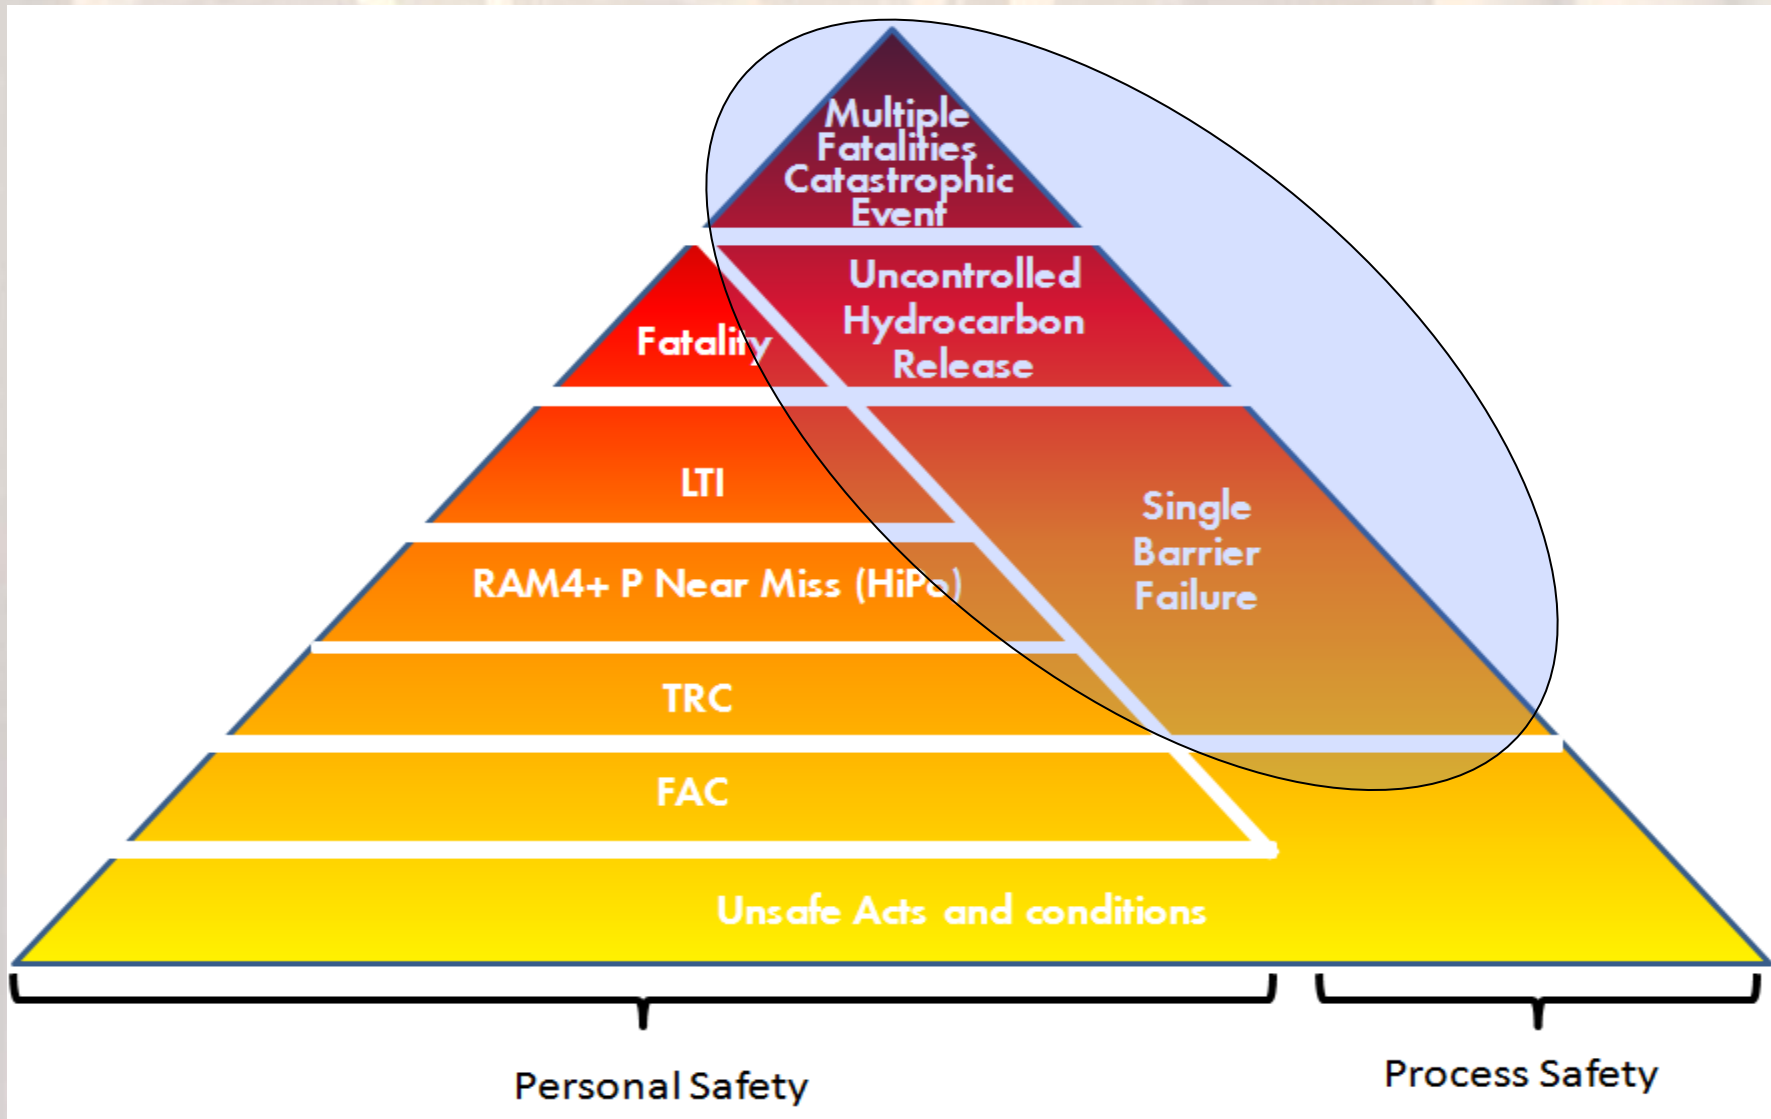 Multiple
Fatalities
Catastrophic
Event
Uncontrolled
Hydrocarbon
Release
Fatality
LTI
Single
Barrier
Failure
RAM4+ P Near Miss (HiPo)
TRC
FAC
Unsafe Acts and conditions
Personal Safety
Process Safety